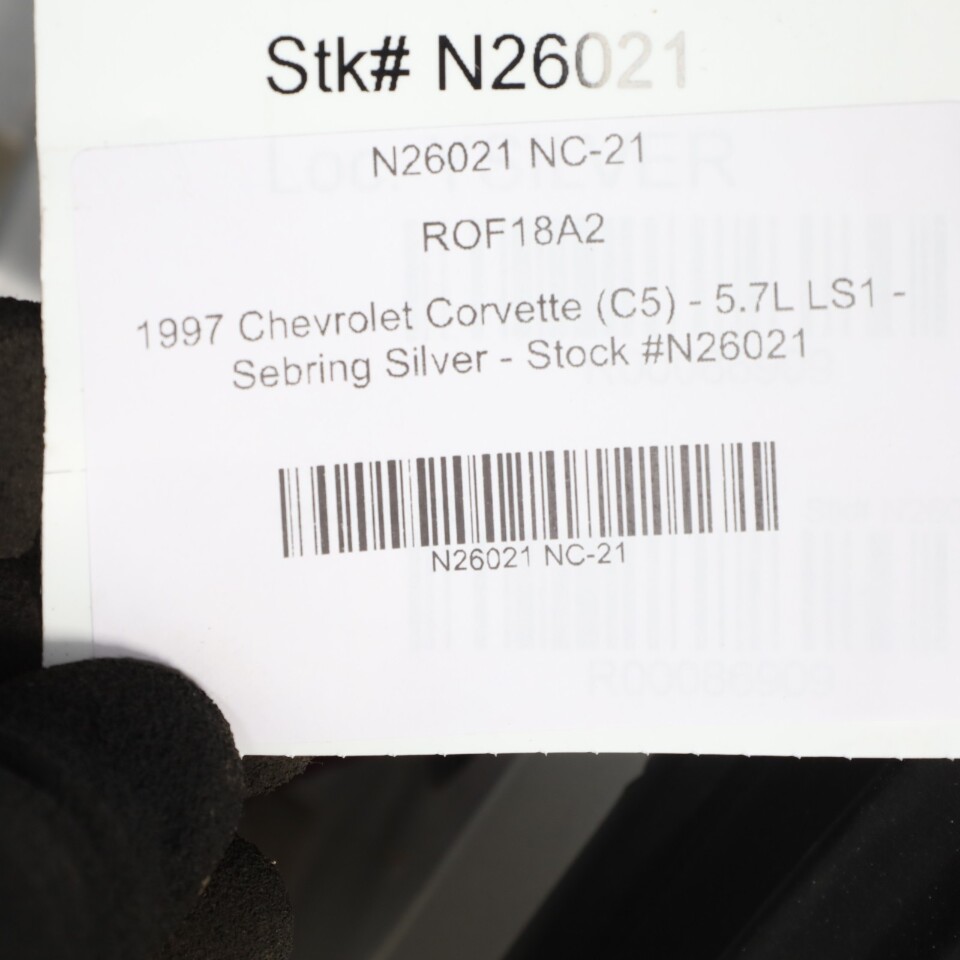 Stk# N26021
N26021 NC-21
ROF18A2
1997 Chevrolet Corvette (C5) - 5.7L LS1 -
Sebring Silver - Stock #N26021
N26021 NC-21
R00086909